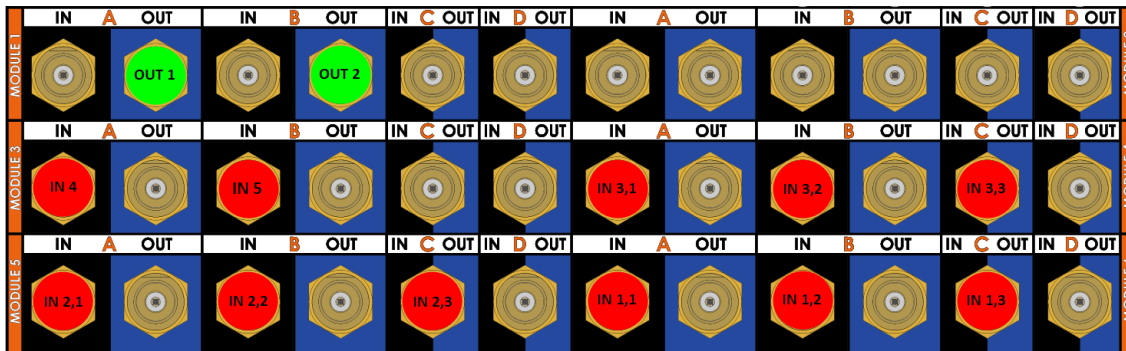 IN A OUT IN B OUT IN C OUT IN D OUT IN A OUT IN B OUT IN C OUT IN D OUT
MODULE 1
OUT 1 OUT 2
IN A OUT IN B OUT IN C OUT IN D OUT IN A OUT IN B OUT IN C OUT IN D OUT
MODULE 3
IN 4 IN 5 IN 3,1 IN 3,2 IN 3,3
IN A OUT IN B OUT IN C OUT IN D OUT IN A OUT IN B OUT IN C OUT IN D OUT
MODULE 5
IN 2,1 IN 2,2 IN 2,3 IN 1,1 IN 1,2 IN 1,3